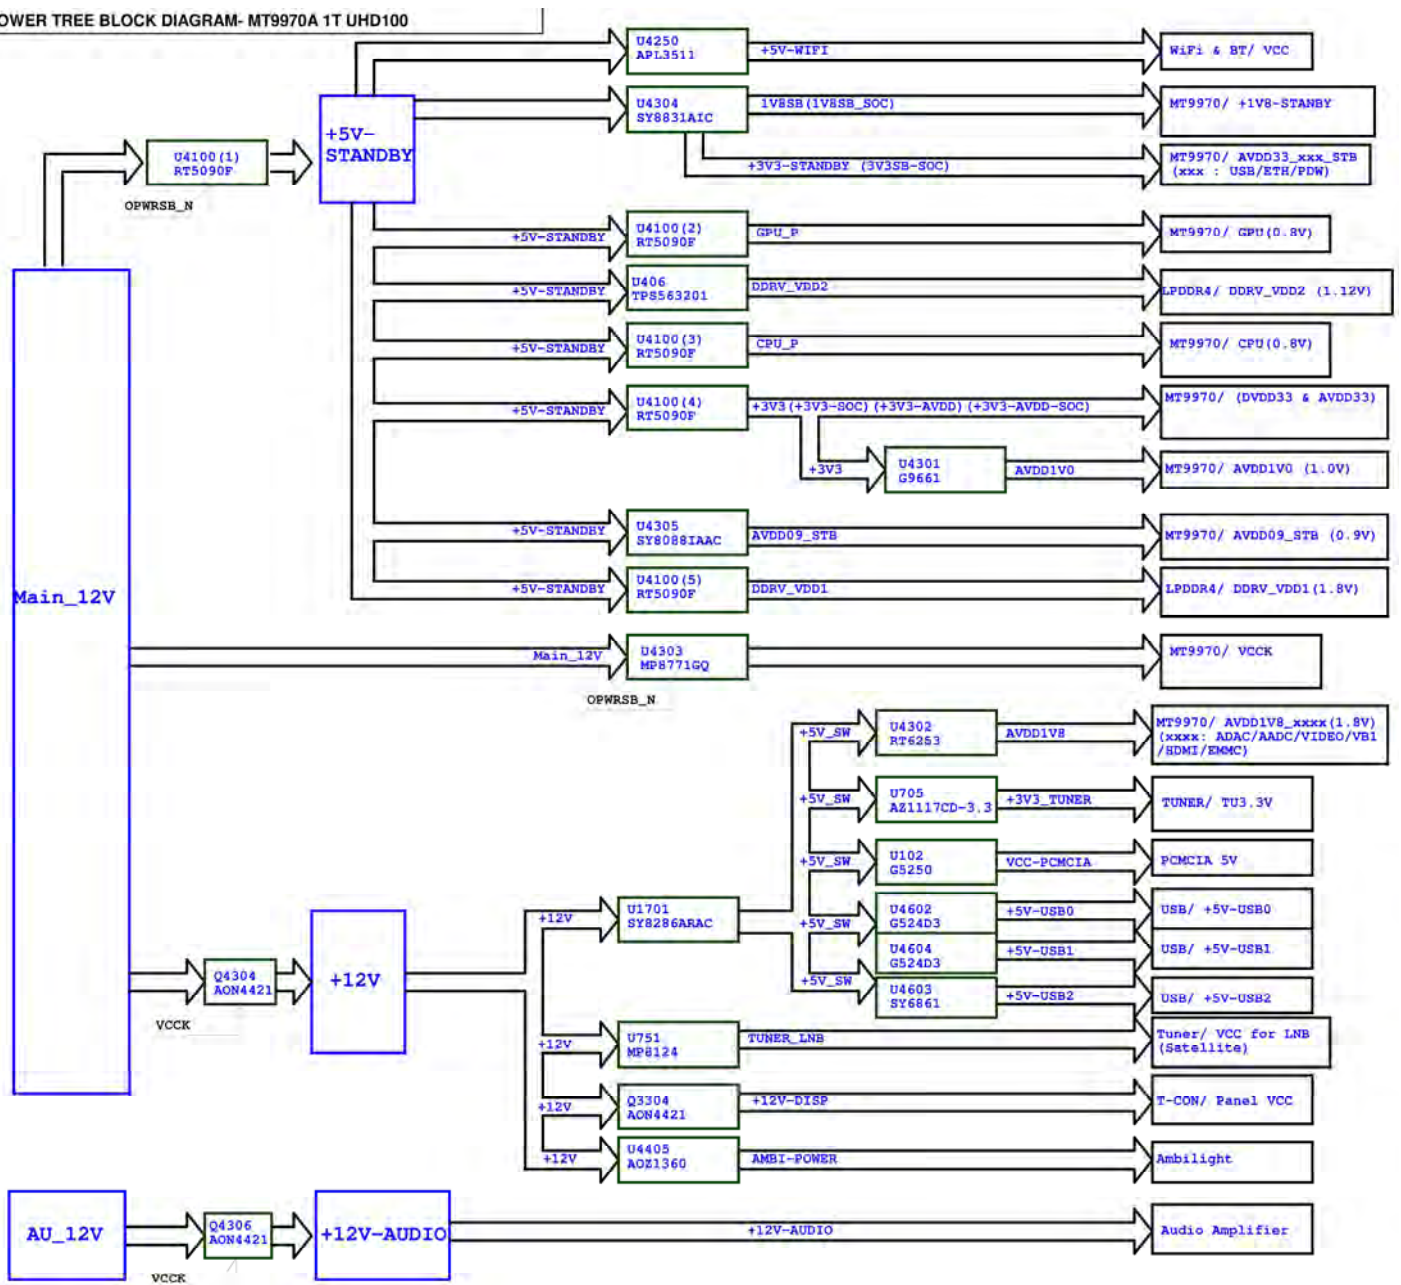 OWER TREE BLOCK DIAGRAM- MT9970A 1T UHD100
U4250
APL3511
+5V-WIFI
WiFi & BT/ VCC
U4304
SY8831AIC
1V8SB(1V8SB_SOC)
MT9970/ +1V8-STANBY
+5V-
STANDBY
U4100(1)
RT5090F
OPWRSB_N
+3V3-STANDBY (3V3SB-SOC)
MT9970/ AVDD33_xxx_STB
(xxx : USB/ETH/PDW)
+5V-STANDBY
U4100(2)
RT5090F
GPU_P
MT9970/ GPU(0.8V)
+5V-STANDBY
U406
TPS563201
DDRV_VDD2
LPDDR4/ DDRV_VDD2 (1.12V)
+5V-STANDBY
U4100(3)
RT5090F
CPU_P
MT9970/ CPU(0.8V)
+5V-STANDBY
U4100(4)
RT5090F
+3V3(+3V3-SOC)(+3V3-AVDD)(+3V3-AVDD-SOC)
MT9970/ (DVDD33 & AVDD33)
+3V3
U4301
G9661
AVDD1V0
MT9970/ AVDD1V0 (1.0V)
+5V-STANDBY
U4305
SY8088IAAC
AVDD09_STB
MT9970/ AVDD09_STB (0.9V)
+5V-STANDBY
U4100(5)
RT5090F
DDRV_VDD1
LPDDR4/ DDRV_VDD1(1.8V)
Main_12V
Main_12V
U4303
MP8771GQ
OPWRSB_N
MT9970/ VCCK
+5V_SW
U4302
RT6253
AVDD1V8
MT9970/ AVDD1V8_xxxx(1.8V)
(xxxx: ADAC/AADC/VIDEO/VB1
/HDMI/EMMC)
+5V_SW
U705
AZ1117CD-3.3
+3V3_TUNER
TUNER/ TU3.3V
+5V_SW
U102
G5250
VCC-PCMCIA
PCMCIA 5V
+12V
U1701
SY8286ARAC
+5V_SW
U4602
G524D3
+5V-USB0
USB/ +5V-USB0
U4604
G524D3
+5V-USB1
USB/ +5V-USB1
+5V_SW
U4603
SY6861
+5V-USB2
USB/ +5V-USB2
Q4304
AON4421
VCCK
+12V
+12V
U751
MP8124
TUNER_LNB
Tuner/ VCC for LNB
(Satellite)
+12V
Q3304
AON4421
+12V-DISP
T-CON/ Panel VCC
+12V
U4405
AOZ1360
AMBI-POWER
Ambilight
AU_12V
Q4306
AON4421
VCCK
+12V-AUDIO
+12V-AUDIO
Audio Amplifier